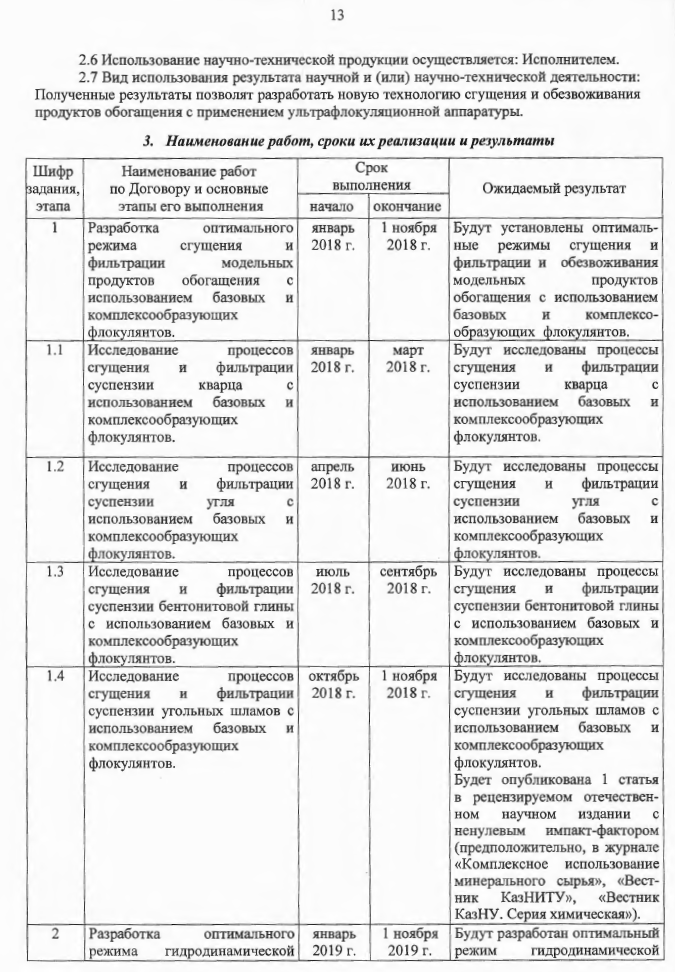 13
2.6 Использование научно-технической продукции осуществляется: Исполнителем.
2.7 Вид использования результата научной и (или) научно-технической деятельности:
Полученные результаты позволят разработать новую технологию сгущения и обезвоживания
продуктов обогащения с применением ультрафлокуляционной аппаратуры.
3. Наименование работ, сроки их реализации и результаты
Шифр
задания,
этапа
Наименование работ
по Договору и основные
этапы его выполнения
Срок
выполнения
начало
окончание
Ожидаемый результат
1
Разработка оптимального
режима сгущения и
фильтрации модельных
продуктов обогащения с
использованием базовых и
комплексообразующих
флокулянтов.
январь
2018 г.
1 ноября
2018 г.
Будут установлены оптималь-
ные режимы сгущения и
фильтрации и обезвоживания
модельных продуктов
обогащения с использованием
базовых и комплексо-
образующих флокулянтов.
1.1
Исследование процессов
сгущения и фильтрации
суспензии кварца с
использованием базовых и
комплексообразующих
флокулянтов.
январь
2018 г.
март
2018 г.
Будут исследованы процессы
сгущения и фильтрации
суспензии кварца с
использованием базовых и
комплексообразующих
флокулянтов.
1.2
Исследование процессов
сгущения и фильтрации
суспензии угля с
использованием базовых и
комплексообразующих
флокулянтов.
апрель
2018 г.
июнь
2018 г.
Будут исследованы процессы
сгущения и фильтрации
суспензии угля с
использованием базовых и
комплексообразующих
флокулянтов.
1.3
Исследование процессов
сгущения и фильтрации
суспензии бентонитовой глины
с использованием базовых и
комплексообразующих
флокулянтов.
июль
2018 г.
сентябрь
2018 г.
Будут исследованы процессы
сгущения и фильтрации
суспензии бентонитовой глины
с использованием базовых и
комплексообразующих
флокулянтов.
1.4
Исследование процессов
сгущения и фильтрации
суспензии угольных шламов с
использованием базовых и
комплексообразующих
флокулянтов.
октябрь
2018 г.
1 ноября
2018 г.
Будут исследованы процессы
сгущения и фильтрации
суспензии угольных шламов с
использованием базовых и
комплексообразующих
флокулянтов.
Будет опубликована 1 статья
в рецензируемом отечествен-
ном научном издании с
ненулевым импакт-фактором
(предположительно, в журнале
«Комплексное использование
минерального сырья», «Вест-
ник КазНИТУ», «Вестник
КазНУ. Серия химическая»).
2
Разработка оптимального
режима гидродинамической
январь
2019 г.
1 ноября
2019 г.
Будут разработан оптимальный
режим гидродинамической